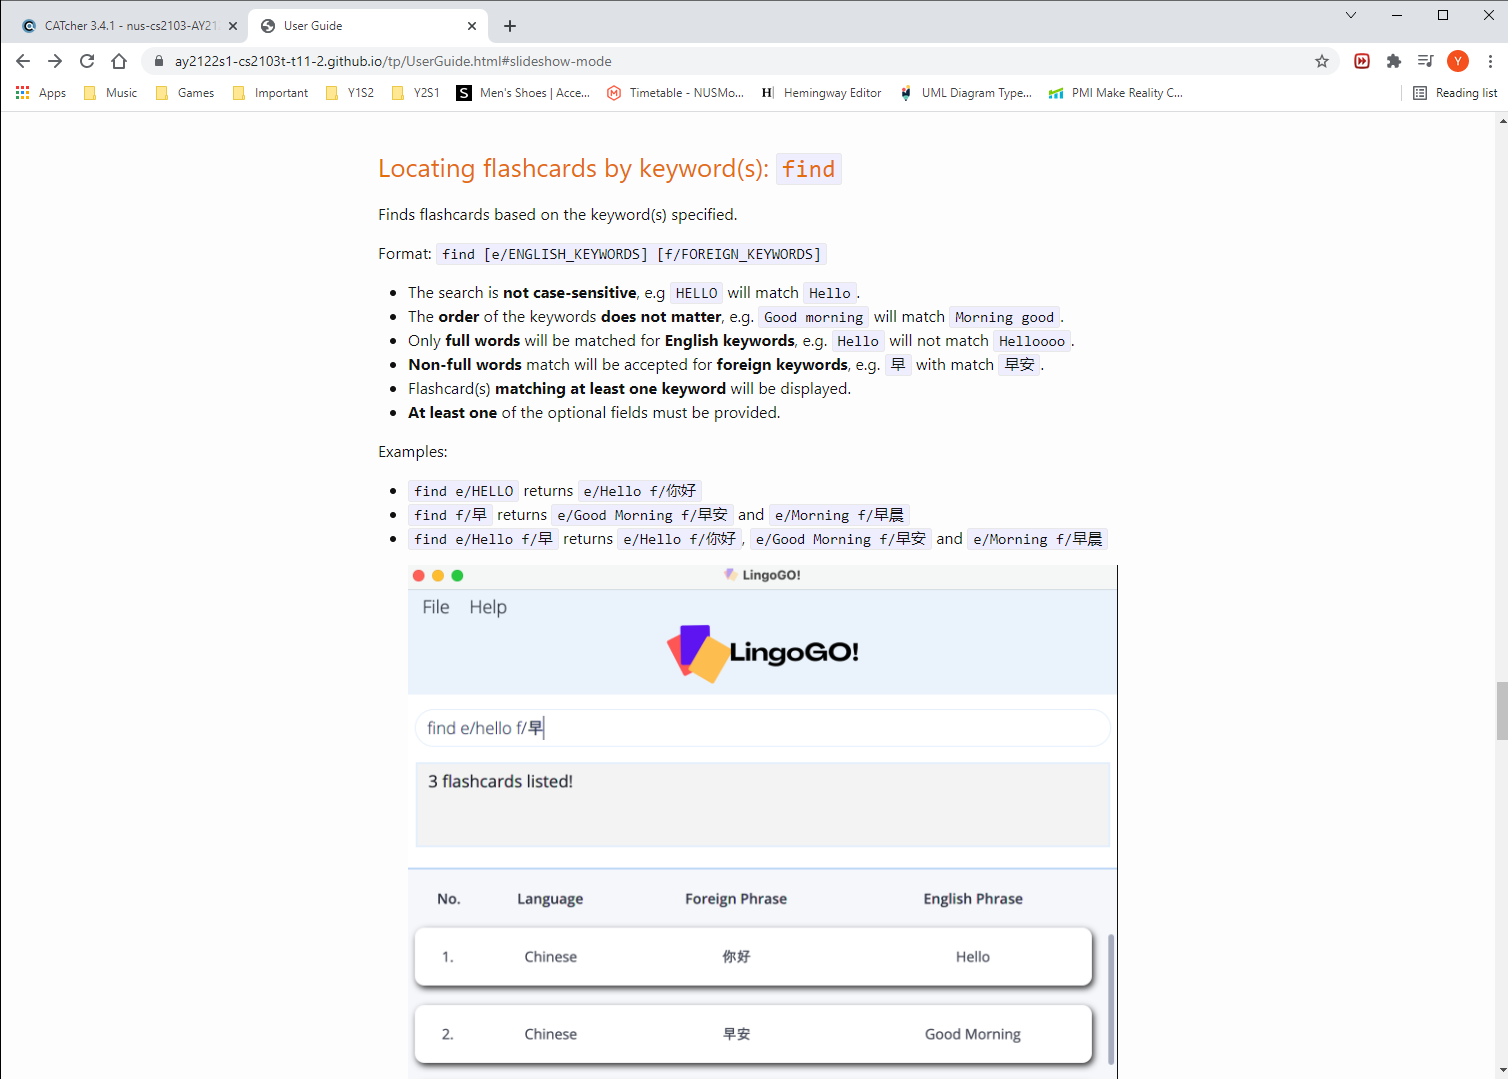 CATcher 3.4.1 - nus-cs2103-AY21
User Guide
ay2122s1-cs2103t-t11-2.github.io/tp/UserGuide.html#slideshow-mode
Y
Apps
Music
Games
Important
Y1S2
Y2S1
S
Men's Shoes | Acce...
Timetable - NUSMo...
H
Hemingway Editor
UML Diagram Type...
PMI Make Reality C...
Reading list
Locating flashcards by keyword(s): find
Finds flashcards based on the keyword(s) specified.
Format: find [e/ENGLISH_KEYWORDS] [f/FOREIGN_KEYWORDS]
The search is not case-sensitive, e.g HELLO will match Hello.
The order of the keywords does not matter, e.g. Good morning will match Morning good.
Only full words will be matched for English keywords, e.g. Hello will not match Helloooo.
Non-full words match will be accepted for foreign keywords, e.g. 早 with match 早安.
Flashcard(s) matching at least one keyword will be displayed.
At least one of the optional fields must be provided.
Examples:
find e/HELLO returns e/Hello f/你好
find f/早 returns e/Good Morning f/早安 and e/Morning f/早晨
find e/Hello f/早 returns e/Hello f/你好, e/Good Morning f/早安 and e/Morning f/早晨
LingoGO!
File Help
LingoGO!
find e/hello f/早
3 flashcards listed!
No. Language Foreign Phrase English Phrase
1. Chinese 你好 Hello
2. Chinese 早安 Good Morning